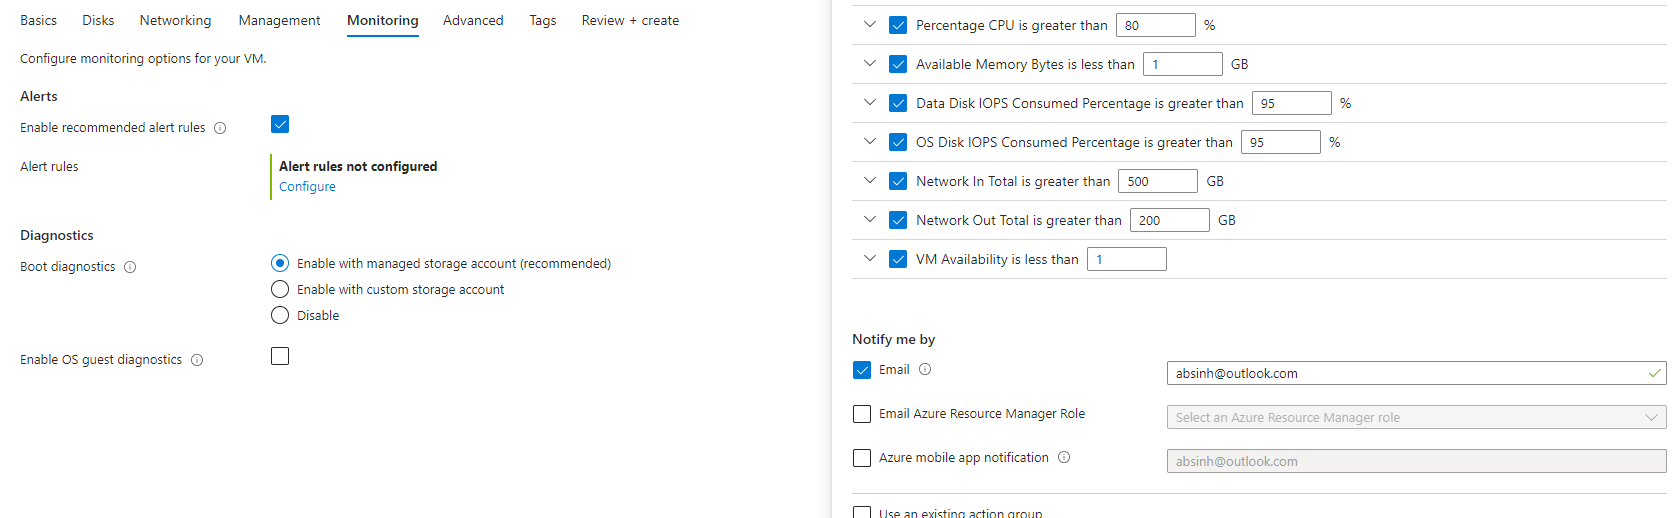 Basics Disks Networking Management Monitoring Advanced Tags Review + create
Configure monitoring options for your VM.
Alerts
Enable recommended alert rules
Alert rules
Alert rules not configured
Configure
Diagnostics
Boot diagnostics
Enable with managed storage account (recommended)
Enable with custom storage account
Disable
Enable OS guest diagnostics
Percentage CPU is greater than 80 %
Available Memory Bytes is less than 1 GB
Data Disk IOPS Consumed Percentage is greater than 95 %
OS Disk IOPS Consumed Percentage is greater than 95 %
Network In Total is greater than 500 GB
Network Out Total is greater than 200 GB
VM Availability is less than 1
Notify me by
Email absinh@outlook.com
Email Azure Resource Manager Role Select an Azure Resource Manager role
Azure mobile app notification absinh@outlook.com
Use an existing action group